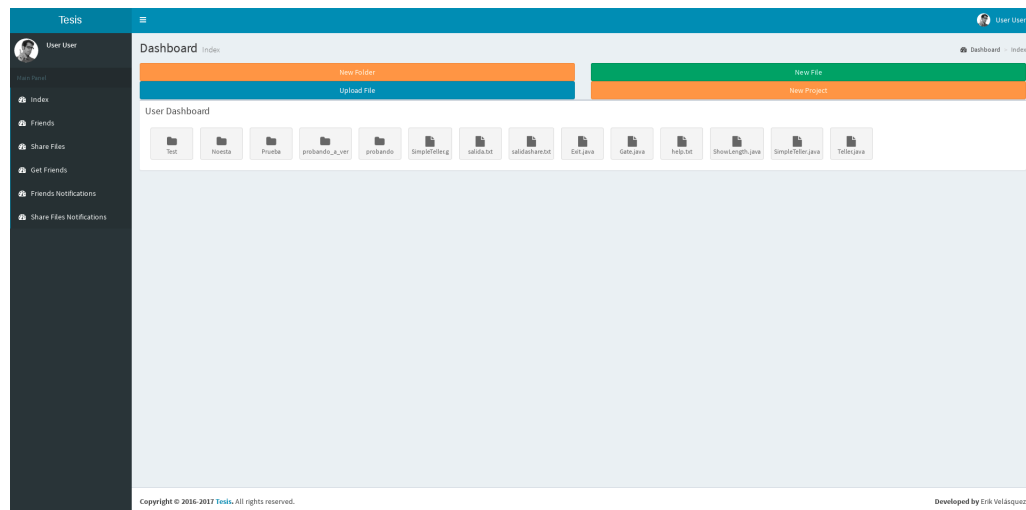 Tesis
User User
User User
Dashboard Index
Dashboard > Index
Main Panel
Index
Friends
Share Files
Get Friends
Friends Notifications
Share Files Notifications
New Folder
New File
Upload File
New Project
User Dashboard
Test
Noesta
Prueba
probando_a_ver
probando
SimpleTeller.g
salida.txt
salidashare.txt
Exit.java
Gate.java
help.txt
ShowLength.java
SimpleTeller.java
Teller.java
Copyright © 2016-2017 Tesis. All rights reserved.
Developed by Erik Velásquez